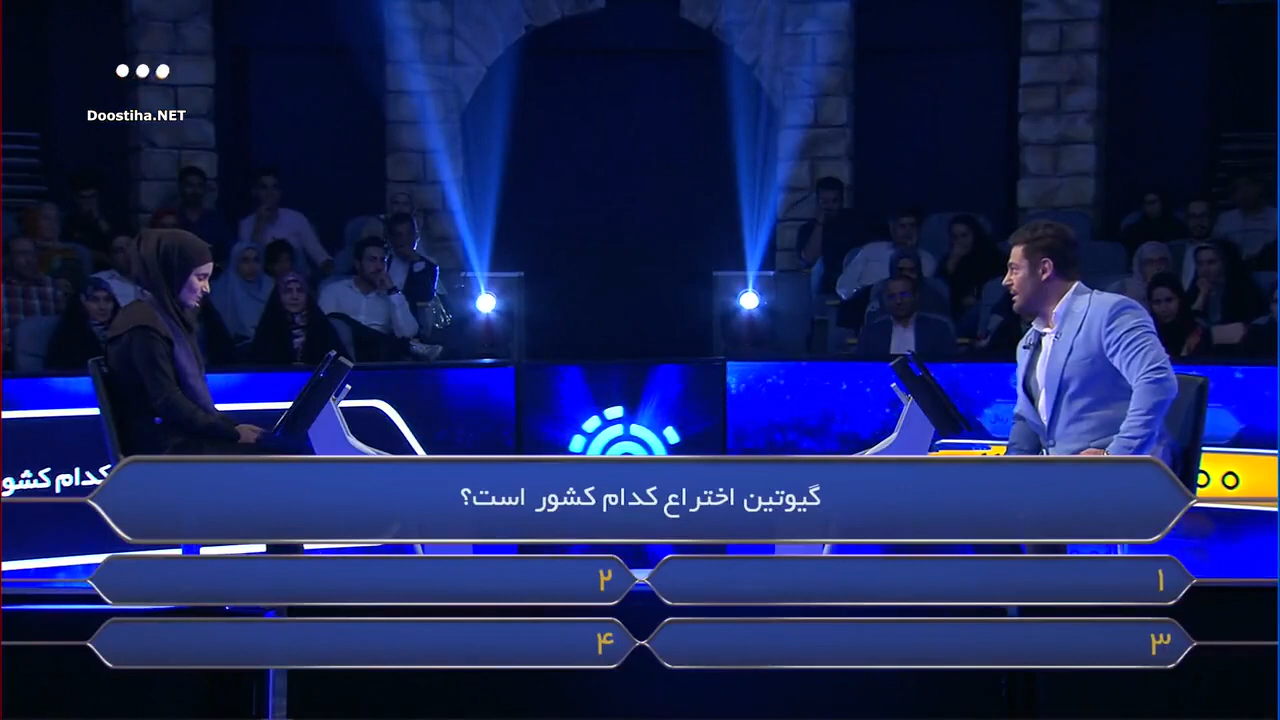 Doostiha.NET
کدام کشو
گیوتین اختراع کدام کشور است؟
۱
۲
۳
۴